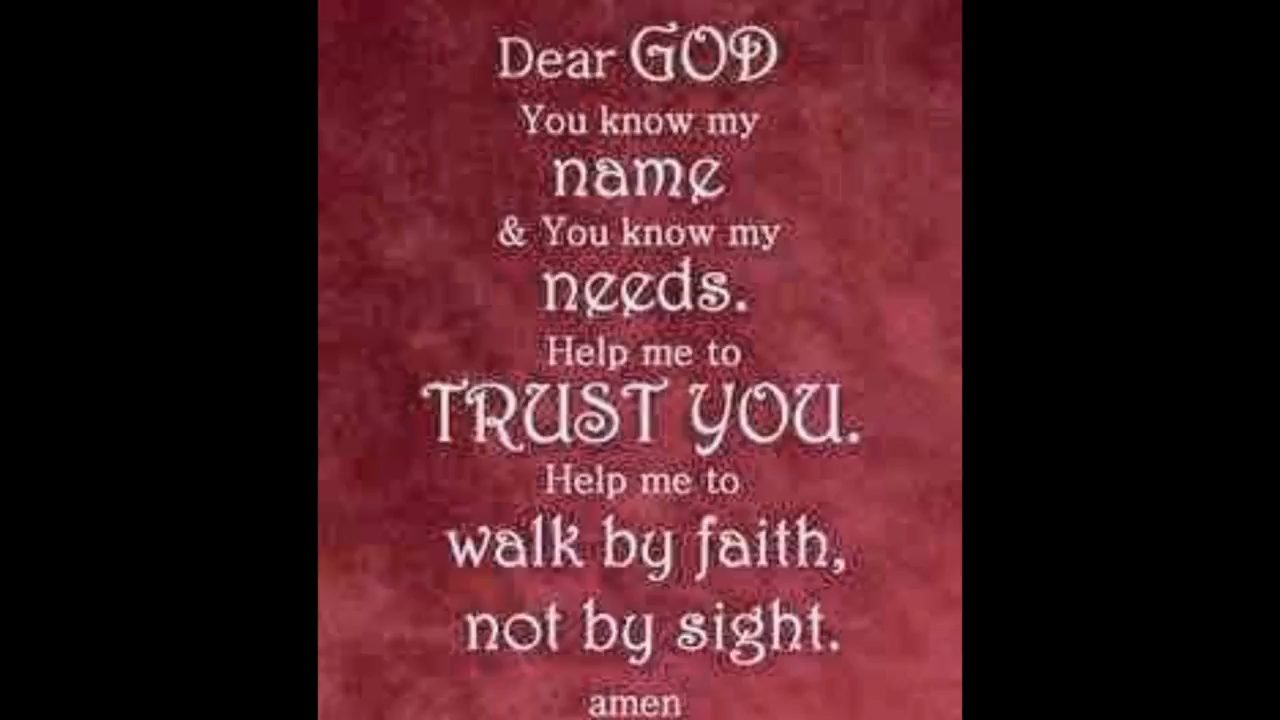 Dear GOD
You know my
name
& You know my
needs.
Help me to
TRUST YOU.
Help me to
walk by faith,
not by sight.
amen